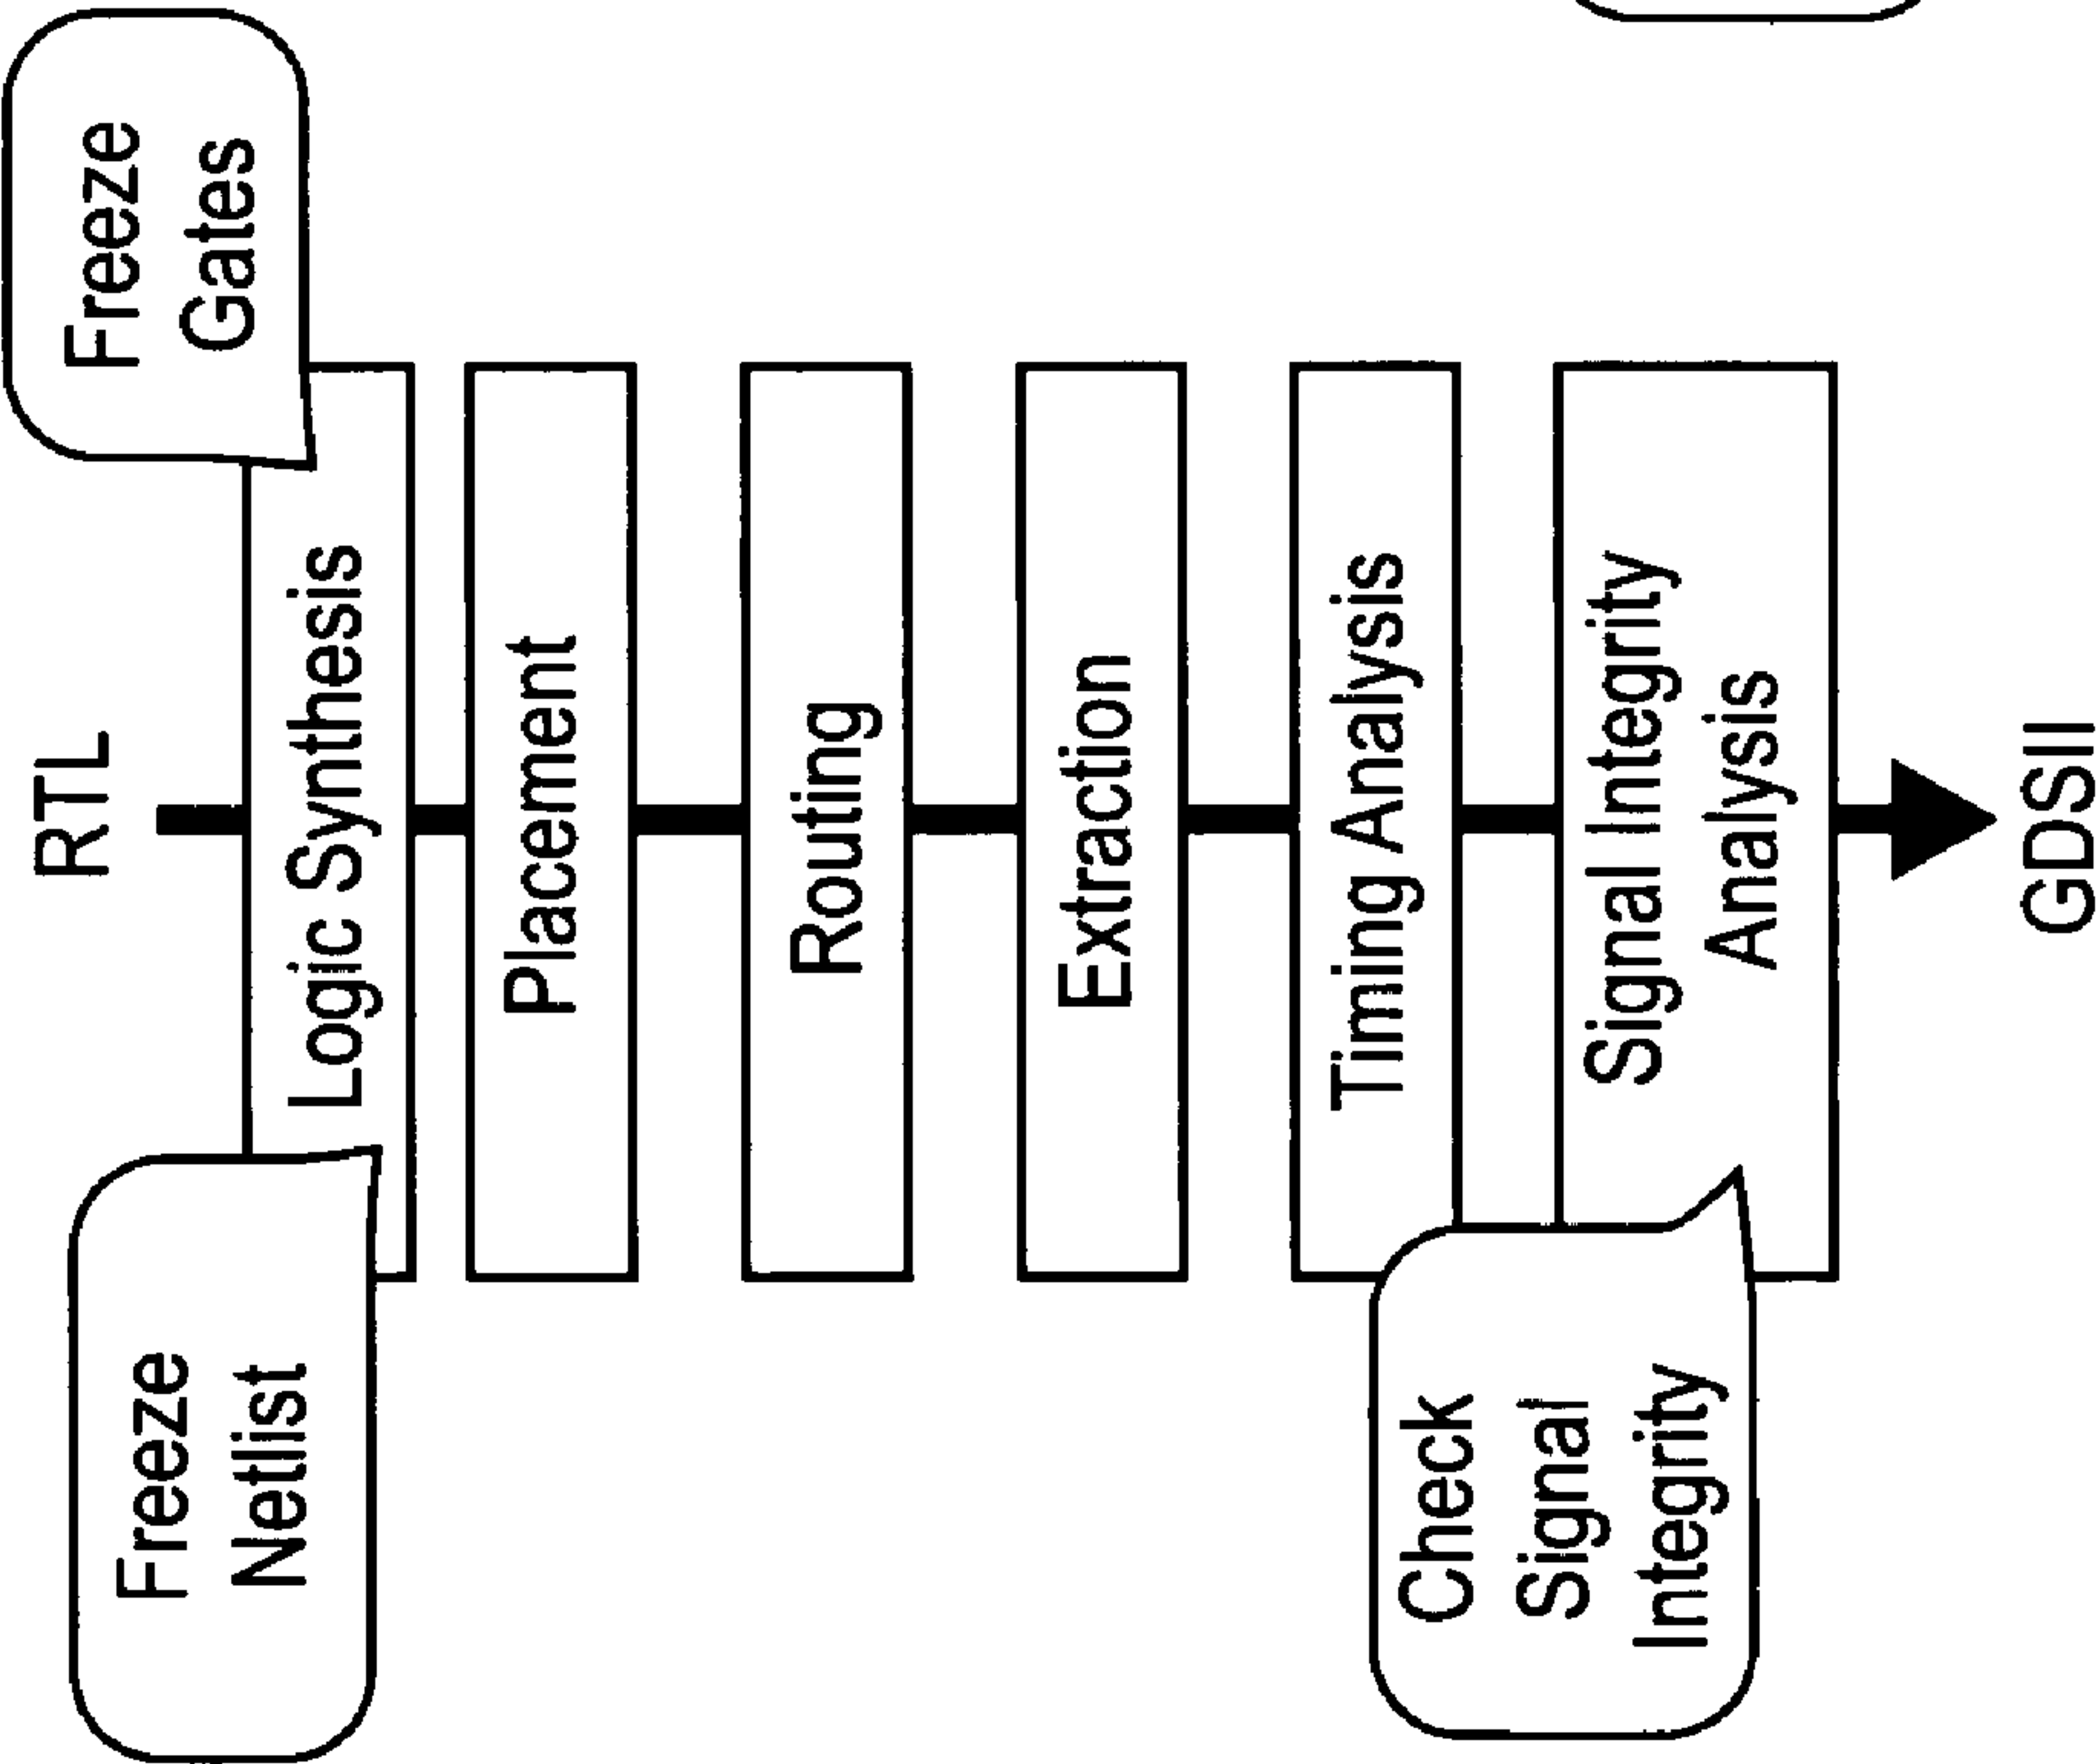 RTL
Freeze
Netlist
Freeze
Gates
Logic Synthesis
Placement
Routing
Extraction
Timing Analysis
Signal Integrity
Analysis
Check
Signal
Integrity
GDSII